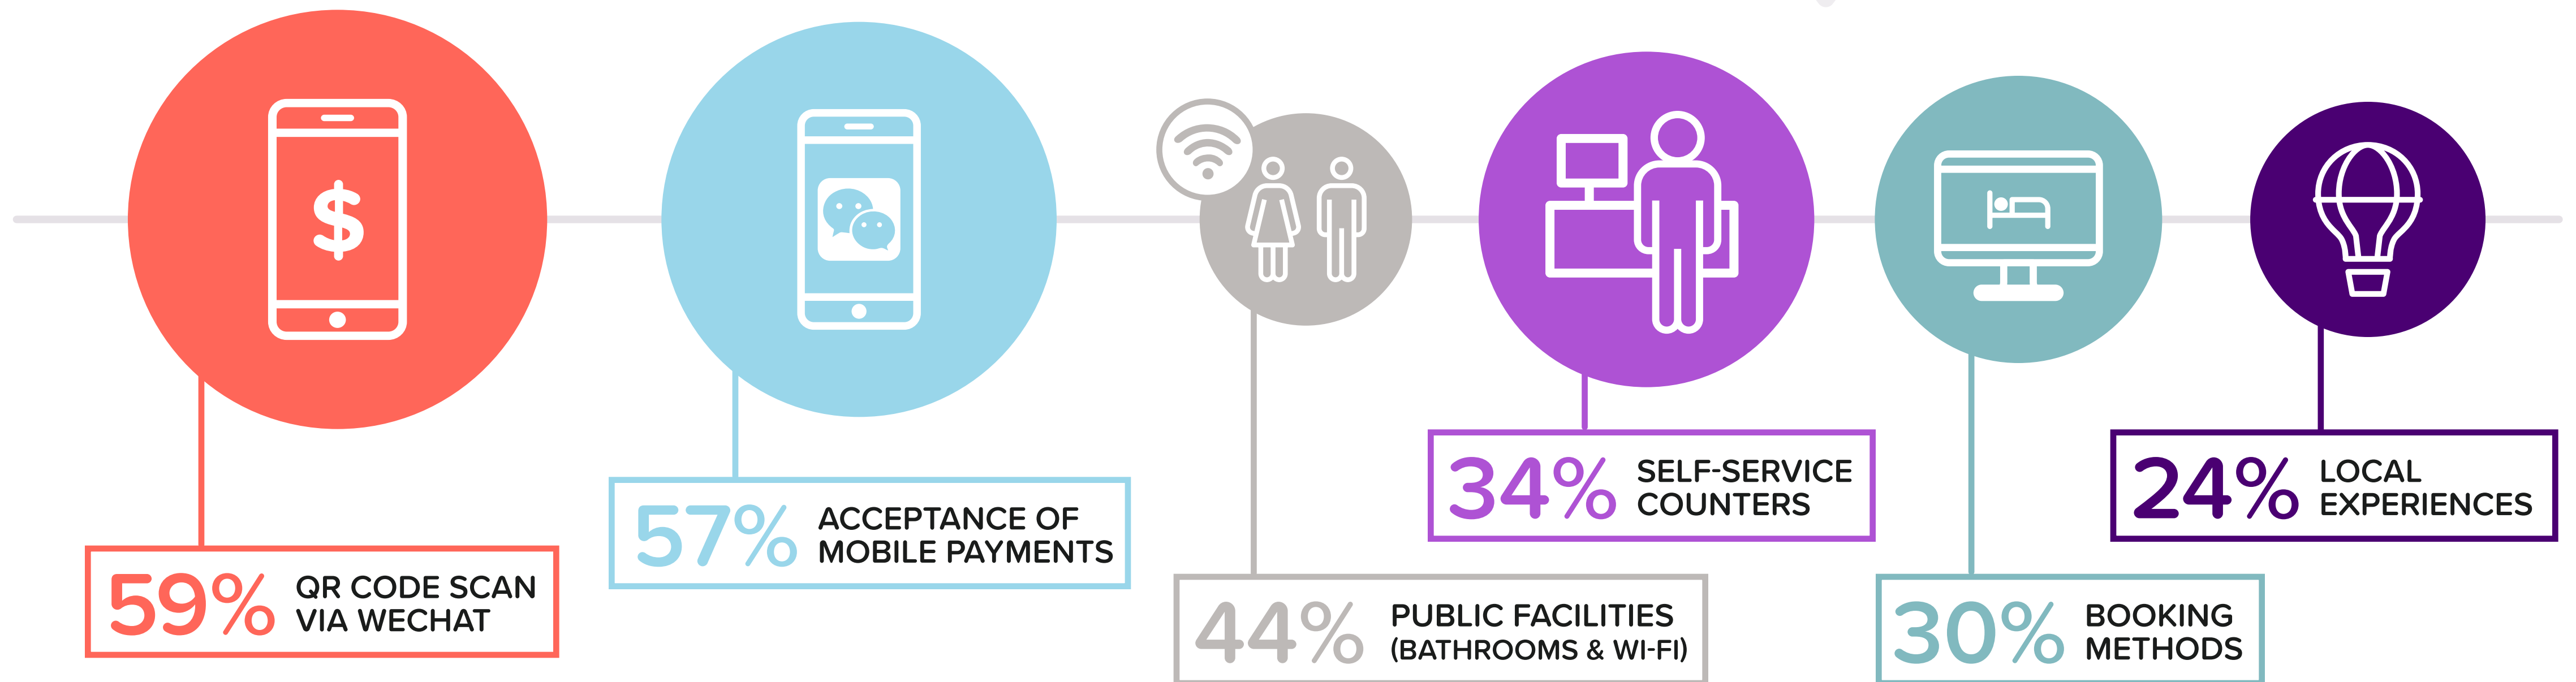 59% QR CODE SCAN
VIA WECHAT
57% ACCEPTANCE OF
MOBILE PAYMENTS
44% PUBLIC FACILITIES
(BATHROOMS & WI-FI)
34% SELF-SERVICE
COUNTERS
30% BOOKING
METHODS
24% LOCAL
EXPERIENCES
$